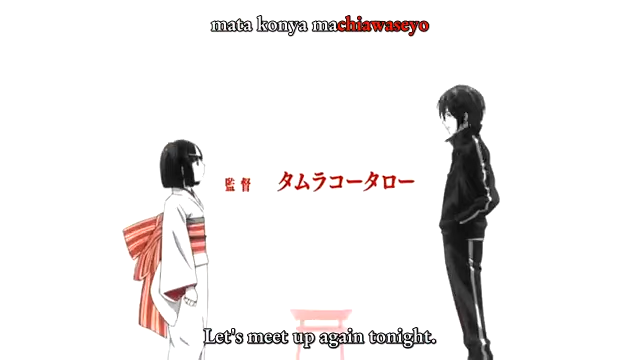 mata konya machiawaseyo
監督 タムラコータロー
Let's meet up again tonight.